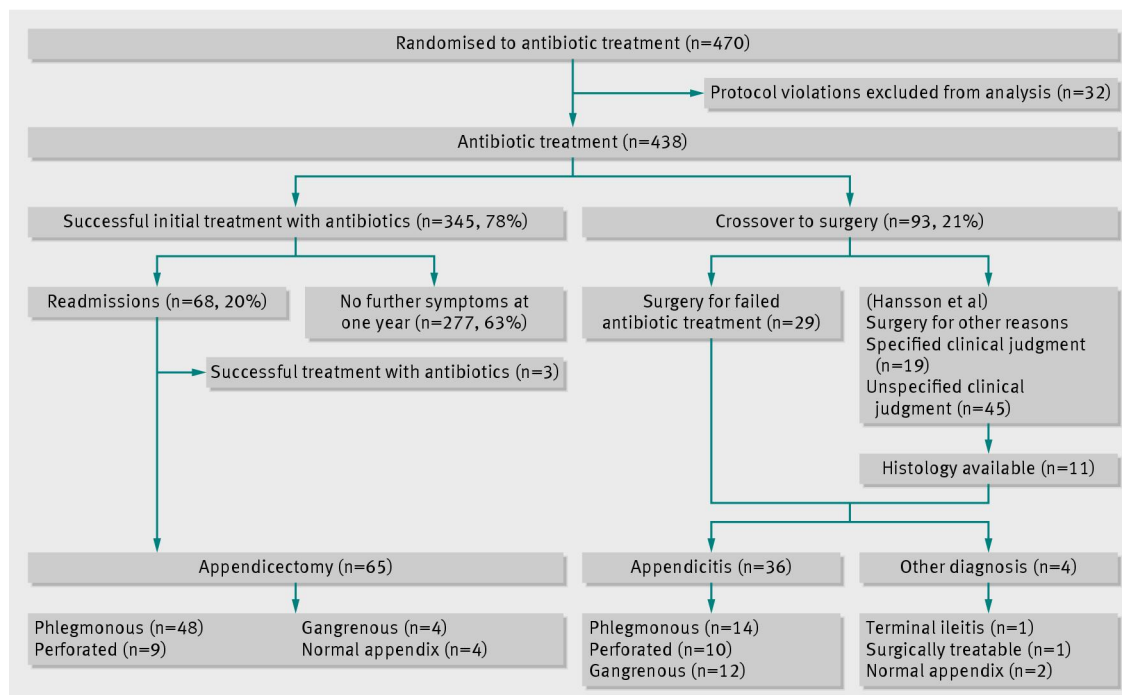 Randomised to antibiotic treatment (n=470)
Protocol violations excluded from analysis (n=32)
Antibiotic treatment (n=438)
Successful initial treatment with antibiotics (n=345, 78%)
Crossover to surgery (n=93, 21%)
Readmissions (n=68, 20%)
No further symptoms at
one year (n=277, 63%)
Surgery for failed
antibiotic treatment (n=29)
(Hansson et al)
Surgery for other reasons
Specified clinical judgment
(n=19)
Unspecified clinical
judgment (n=45)
Successful treatment with antibiotics (n=3)
Histology available (n=11)
Appendicectomy (n=65)
Appendicitis (n=36)
Other diagnosis (n=4)
Phlegmonous (n=48)
Perforated (n=9)
Gangrenous (n=4)
Normal appendix (n=4)
Phlegmonous (n=14)
Perforated (n=10)
Gangrenous (n=12)
Terminal ileitis (n=1)
Surgically treatable (n=1)
Normal appendix (n=2)